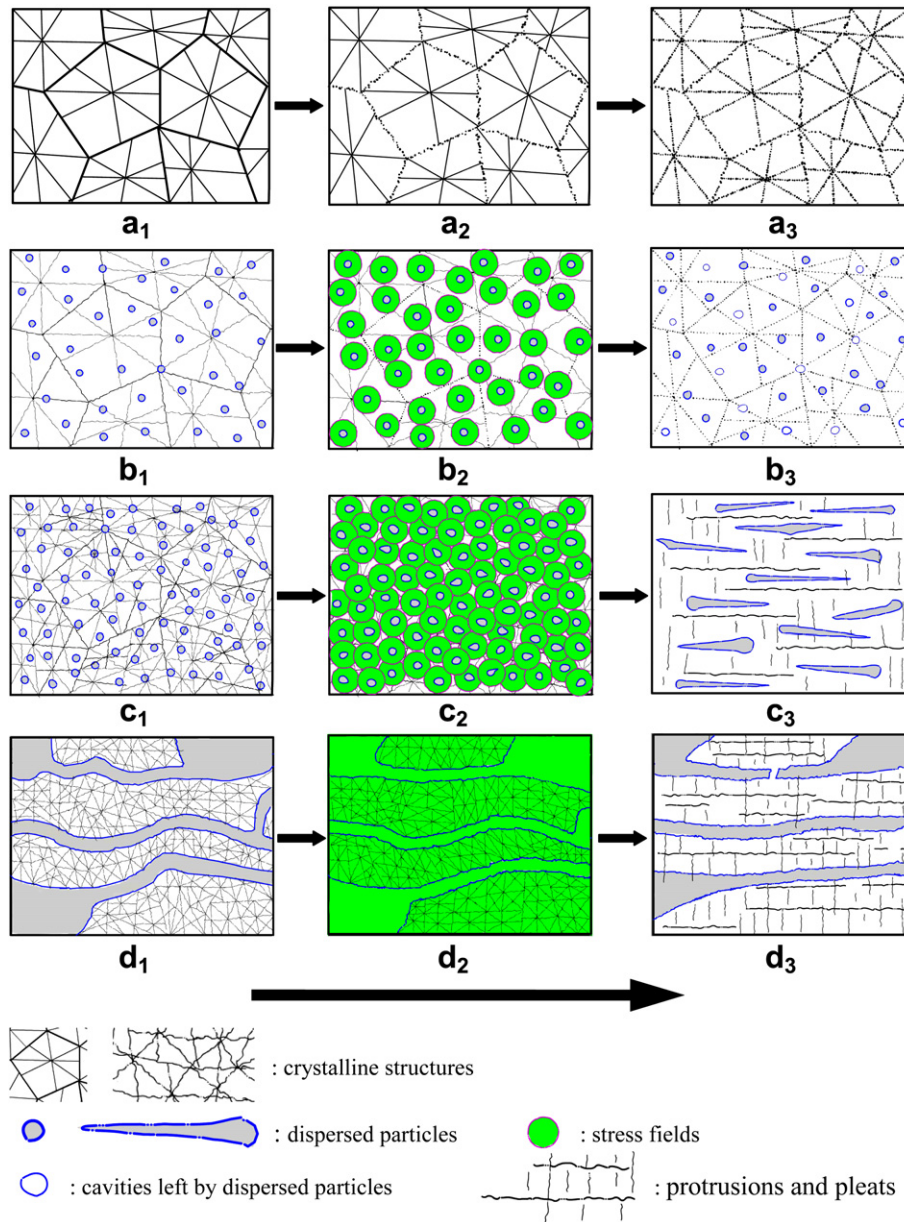 a1 a2 a3
b1 b2 b3
c1 c2 c3
d1 d2 d3
: crystalline structures
: dispersed particles : stress fields
: cavities left by dispersed particles : protrusions and pleats